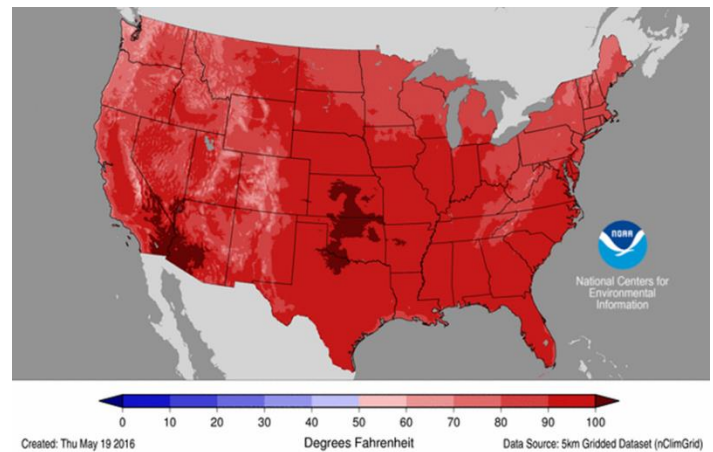 NOAA
National Centers for
Environmental
Information
0 10 20 30 40 50 60 70 80 90 100
Created: Thu May 19 2016 Degrees Fahrenheit Data Source: 5km Gridded Dataset (nClimGrid)